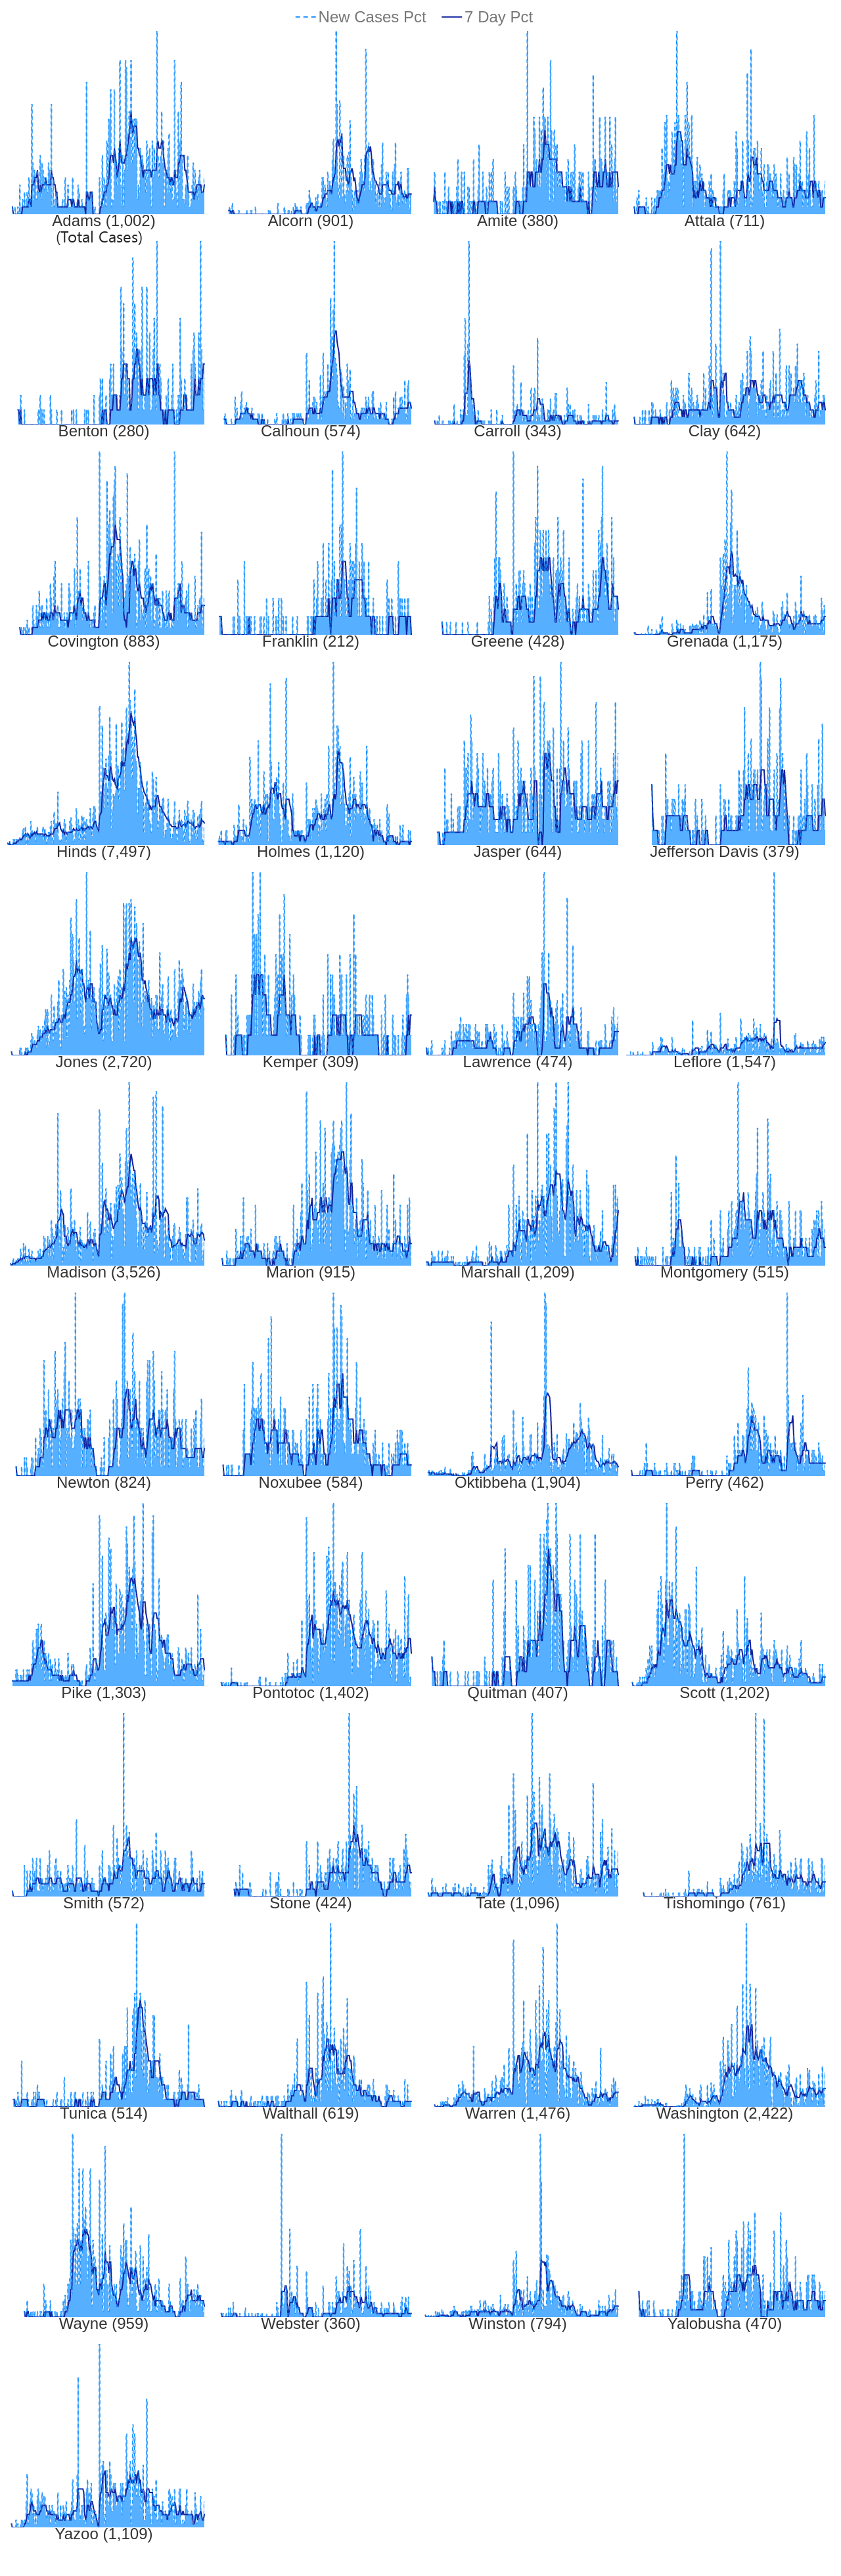 New Cases Pct 7 Day Pct
Adams (1,002) Alcorn (901) Amite (380) Attala (711)
(Total Cases)
Benton (280) Calhoun (574) Carroll (343) Clay (642)
Covington (883) Franklin (212) Greene (428) Grenada (1,175)
Hinds (7,497) Holmes (1,120) Jasper (644) Jefferson Davis (379)
Jones (2,720) Kemper (309) Lawrence (474) Leflore (1,547)
Madison (3,526) Marion (915) Marshall (1,209) Montgomery (515)
Newton (824) Noxubee (584) Oktibbeha (1,904) Perry (462)
Pike (1,303) Pontotoc (1,402) Quitman (407) Scott (1,202)
Smith (572) Stone (424) Tate (1,096) Tishomingo (761)
Tunica (514) Walthall (619) Warren (1,476) Washington (2,422)
Wayne (959) Webster (360) Winston (794) Yalobusha (470)
Yazoo (1,109)